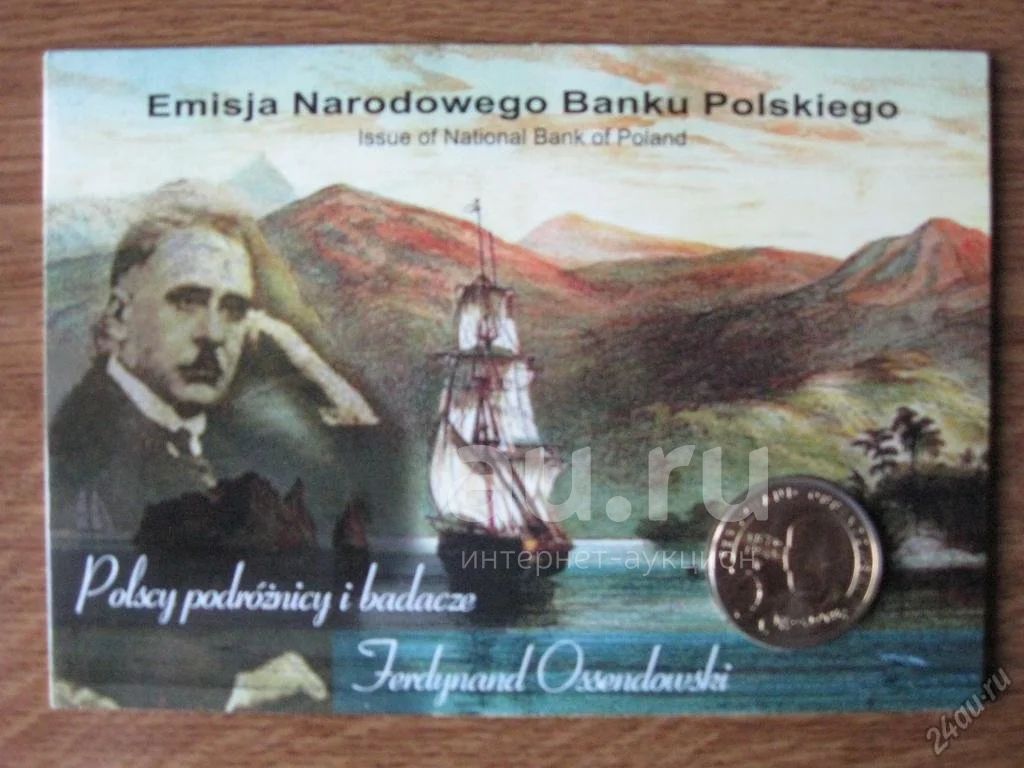 Emisja Narodowego Banku Polskiego
Issue of National Bank of Poland
au.ru
интернет-аукцион
Polscy podróżnicy i badacze
Ferdynand Ossendowski
24au.ru